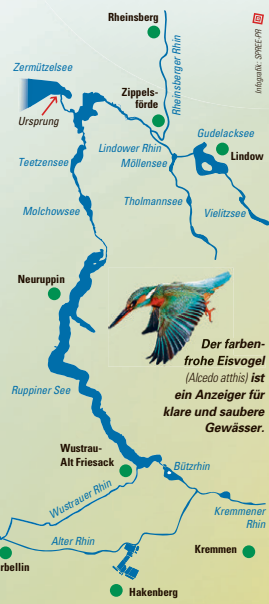 Rheinsberg
Infografik: SPREE-PR
Rheinsberger Rhin
Zermützelsee
Zippels-
förde
Ursprung
Gudelacksee
Lindower Rhin
Lindow
Teetzensee
Möllensee
Tholmannsee
Molchowsee
Vielitzsee
Neuruppin
Der farben-
frohe Eisvogel
(Alcedo atthis) ist
ein Anzeiger für
klare und saubere
Gewässer.
Ruppiner See
Wustrau-
Alt Friesack
Bützrhin
Wustrauer Rhin
Kremmener
Rhin
Alter Rhin
Kremmen
rbellin
Hakenberg